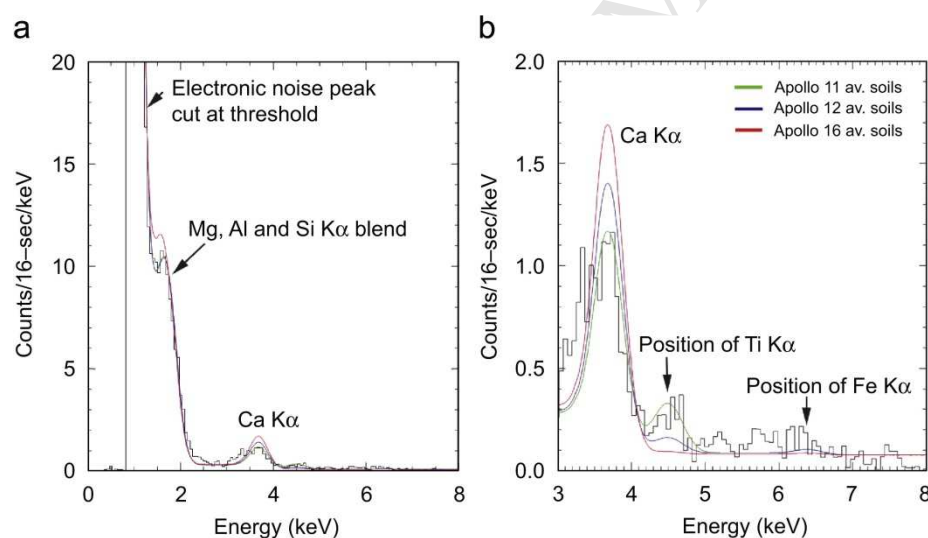 a
20
15
10
5
0
Counts/16–sec/keV
Electronic noise peak
cut at threshold
Mg, Al and Si Kα blend
Ca Kα
0
2
4
6
8
Energy (keV)
b
2.0
1.5
1.0
0.5
0.0
Counts/16–sec/keV
Apollo 11 av. soils
Apollo 12 av. soils
Apollo 16 av. soils
Ca Kα
Position of Ti Kα
Position of Fe Kα
3
4
5
6
7
8
Energy (keV)